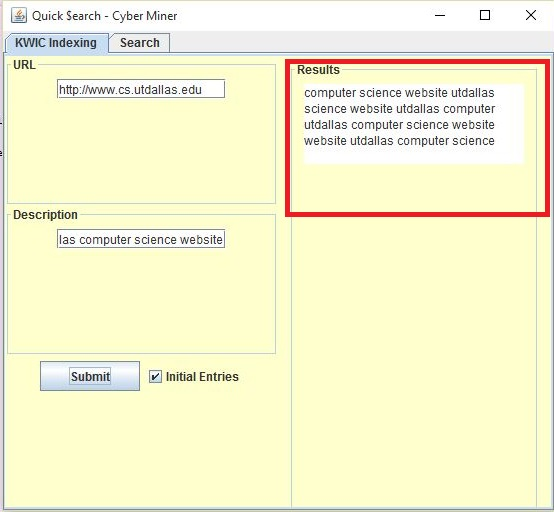 Quick $earch - Cyber Miner
KWIC Indexing
Search
URL
http://www.cs.utdallas.edu
Description
las computer science website
Submit
Initial Entries
Results
computer science website utdallas
science website utdallas computer
utdallas computer science website
website utdallas computer science